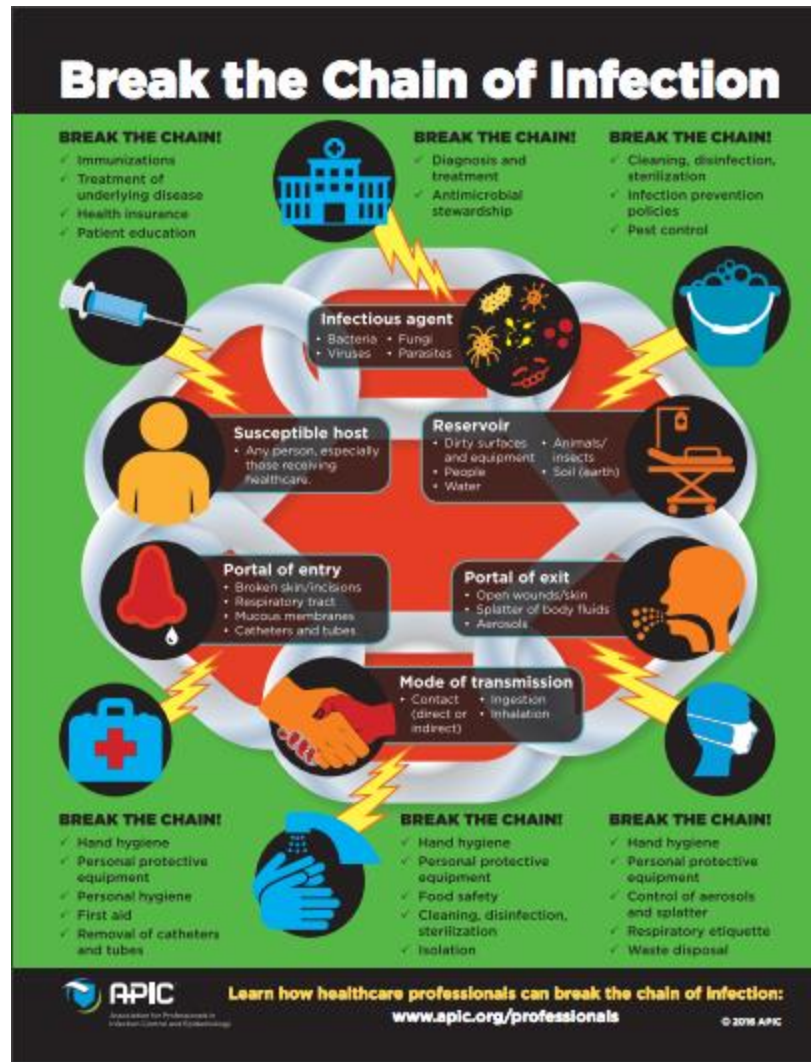 Break the Chain of Infection
BREAK THE CHAIN!
✓ Immunizations
✓ Treatment of
underlying disease
✓ Health insurance
✓ Patient education
BREAK THE CHAIN!
✓ Diagnosis and
treatment
✓ Antimicrobial
stewardship
BREAK THE CHAIN!
✓ Cleaning, disinfection,
sterilization
✓ Infection prevention
policies
✓ Pest control
Infectious agent
• Bacteria • Fungi
• Viruses • Parasites
Susceptible host
• Any person, especially
those receiving
healthcare.
Reservoir
• Dirty surfaces
and equipment
• People
• Water
• Animals/
insects
• Soil (earth)
Portal of entry
• Broken skin/incisions
• Respiratory tract
• Mucous membranes
• Catheters and tubes
Portal of exit
• Open wounds/skin
• Splatter of body fluids
• Aerosols
Mode of transmission
• Contact
(direct or
indirect)
• Ingestion
• Inhalation
BREAK THE CHAIN!
✓ Hand hygiene
✓ Personal protective
equipment
✓ Personal hygiene
✓ First aid
✓ Removal of catheters
and tubes
BREAK THE CHAIN!
✓ Hand hygiene
✓ Personal protective
equipment
✓ Food safety
✓ Cleaning, disinfection,
sterilization
✓ Isolation
BREAK THE CHAIN!
✓ Hand hygiene
✓ Personal protective
equipment
✓ Control of aerosols
and splatter
✓ Respiratory etiquette
✓ Waste disposal
APIC
Association for Professionals in
Infection Control and Epidemiology
Learn how healthcare professionals can break the chain of infection:
www.apic.org/professionals
© 2016 APIC